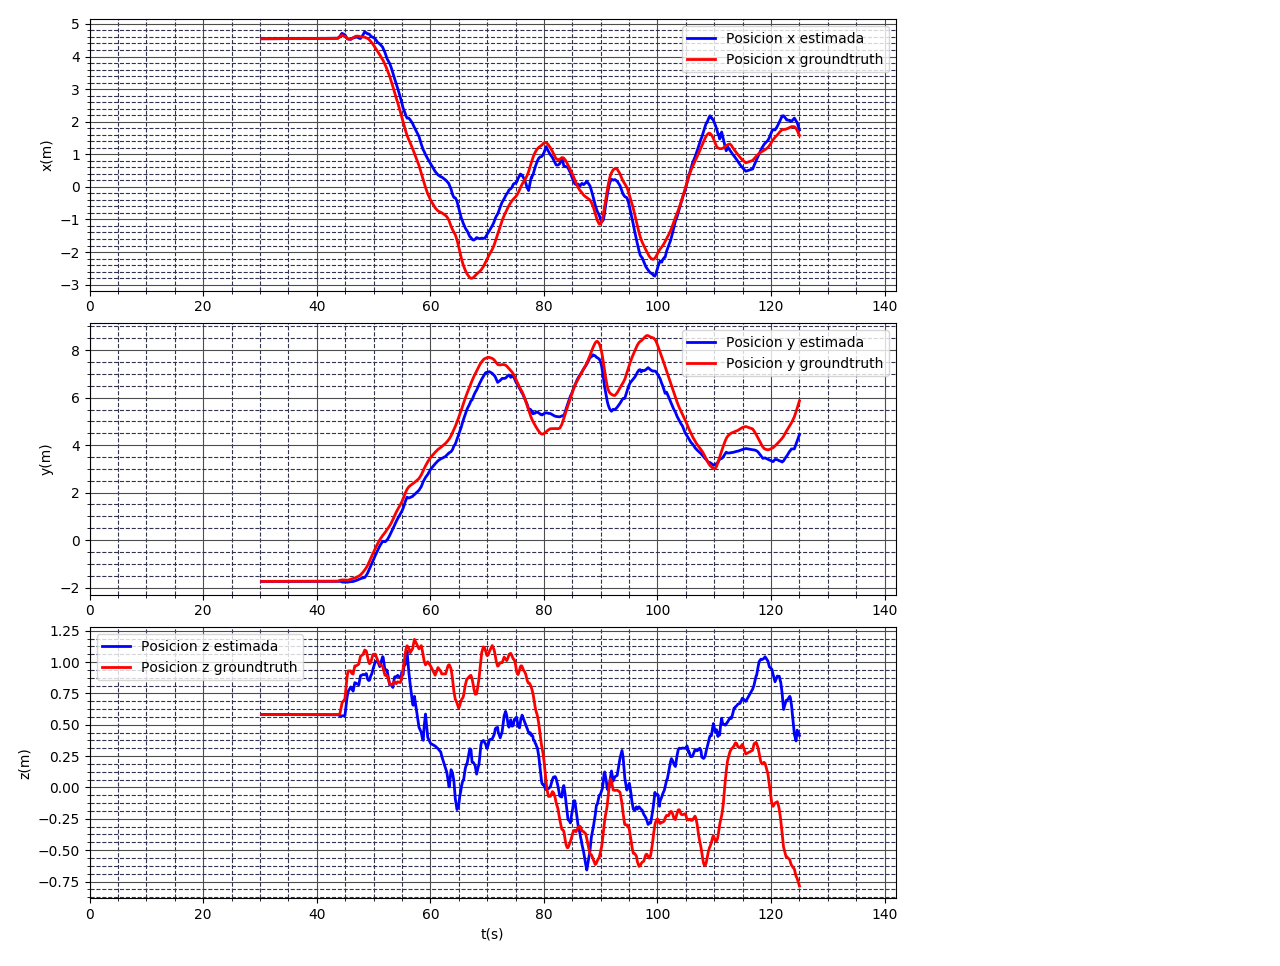 5
4
3
2
1
0
−1
−2
−3
x(m)
Posicion x estimada
Posicion x groundtruth
0 20 40 60 80 100 120 140
8
6
4
2
0
−2
y(m)
Posicion y estimada
Posicion y groundtruth
0 20 40 60 80 100 120 140
1.25
1.00
0.75
0.50
0.25
0.00
−0.25
−0.50
−0.75
z(m)
Posicion z estimada
Posicion z groundtruth
0 20 40 60 80 100 120 140
t(s)